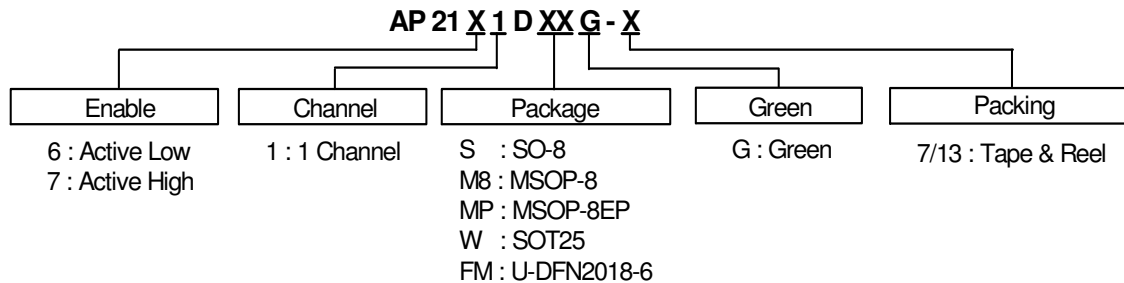 AP 21 X 1 D XX G - X
Enable
Channel
Package
Green
Packing
6 : Active Low
7 : Active High
1 : 1 Channel
S : SO-8
M8 : MSOP-8
MP : MSOP-8EP
W : SOT25
FM : U-DFN2018-6
G : Green
7/13 : Tape & Reel